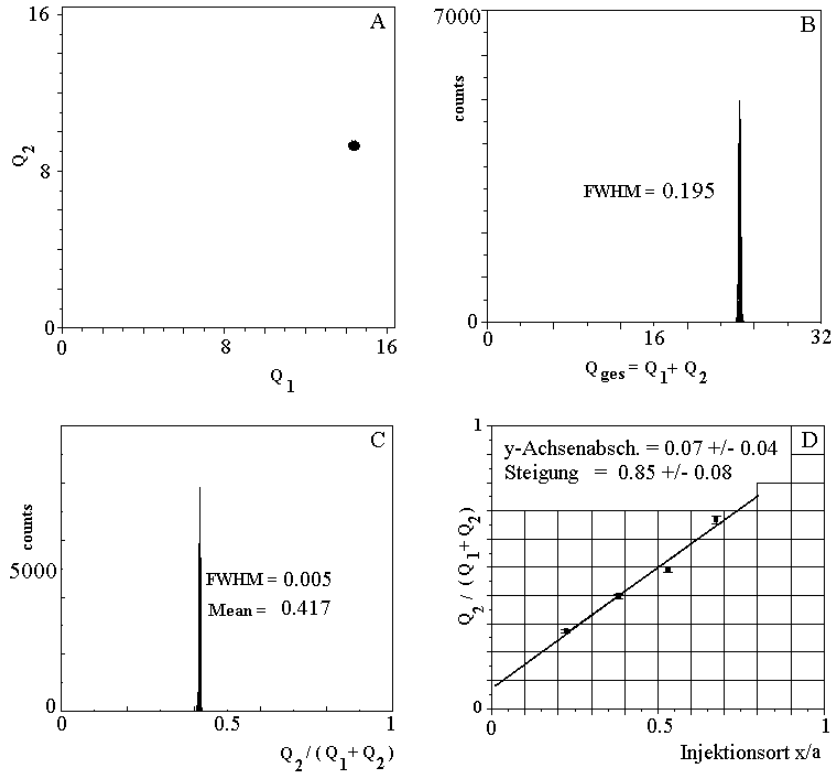 16
A
Q2
8
0
0
8
16
Q1
7000
B
counts
FWHM = 0.195
0
0
16
32
Qges = Q1 + Q2
C
counts
5000
FWHM = 0.005
Mean = 0.417
0
0
0.5
1
Q2 / ( Q1 + Q2 )
1
D
y-Achsenabsch. = 0.07 +/- 0.04
Steigung = 0.85 +/- 0.08
Q2 / ( Q1 + Q2 )
0
0
0.5
1
Injektionsort x/a